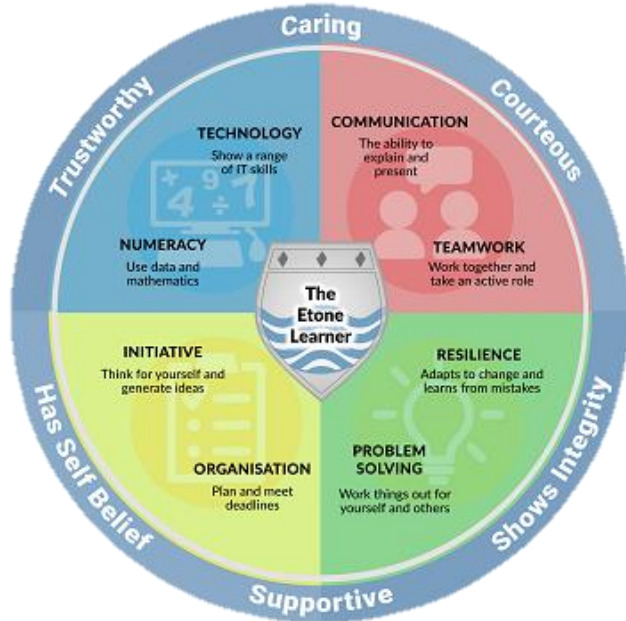 Caring
Courteous
Shows Integrity
Supportive
Has Self Belief
Trustworthy
TECHNOLOGY
Show a range
of IT skills
+ 4 9 ÷ 7
NUMERACY
Use data and
mathematics
COMMUNICATION
The ability to
explain and
present
TEAMWORK
Work together and
take an active role
The
Etone
Learner
INITIATIVE
Think for yourself and
generate ideas
ORGANISATION
Plan and meet
deadlines
RESILIENCE
Adapts to change and
learns from mistakes
PROBLEM
SOLVING
Work things out for
yourself and others